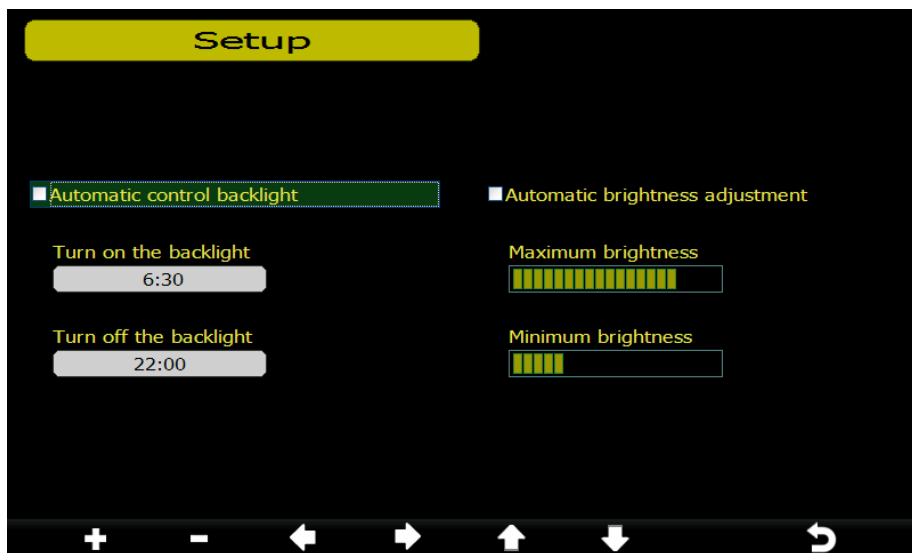 Setup
Automatic control backlight
Automatic brightness adjustment
Turn on the backlight
6:30
Maximum brightness
Turn off the backlight
22:00
Minimum brightness